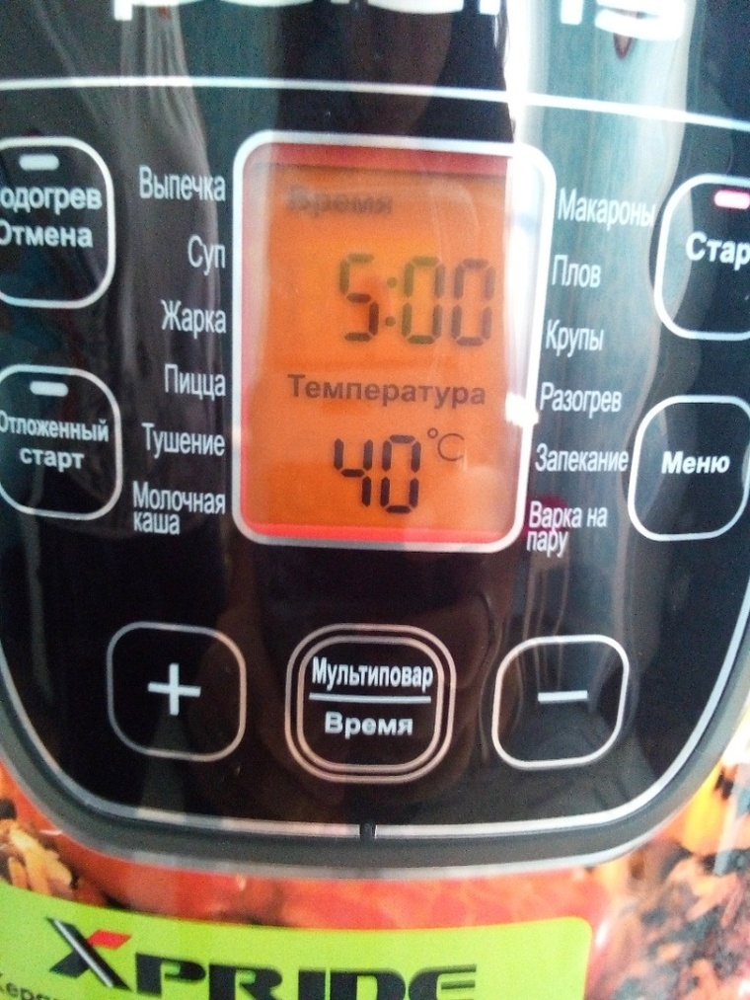 одогрев
Отмена
Отложенный
старт
Выпечка
Суп
Жарка
Пицца
Тушение
Молочная
каша
Время
5:00
Температура
40°C
Макароны
Плов
Крупы
Разогрев
Запекание
Варка на
пару
Стар
Меню
+
Мультиповар
Время
−
XPRIDE